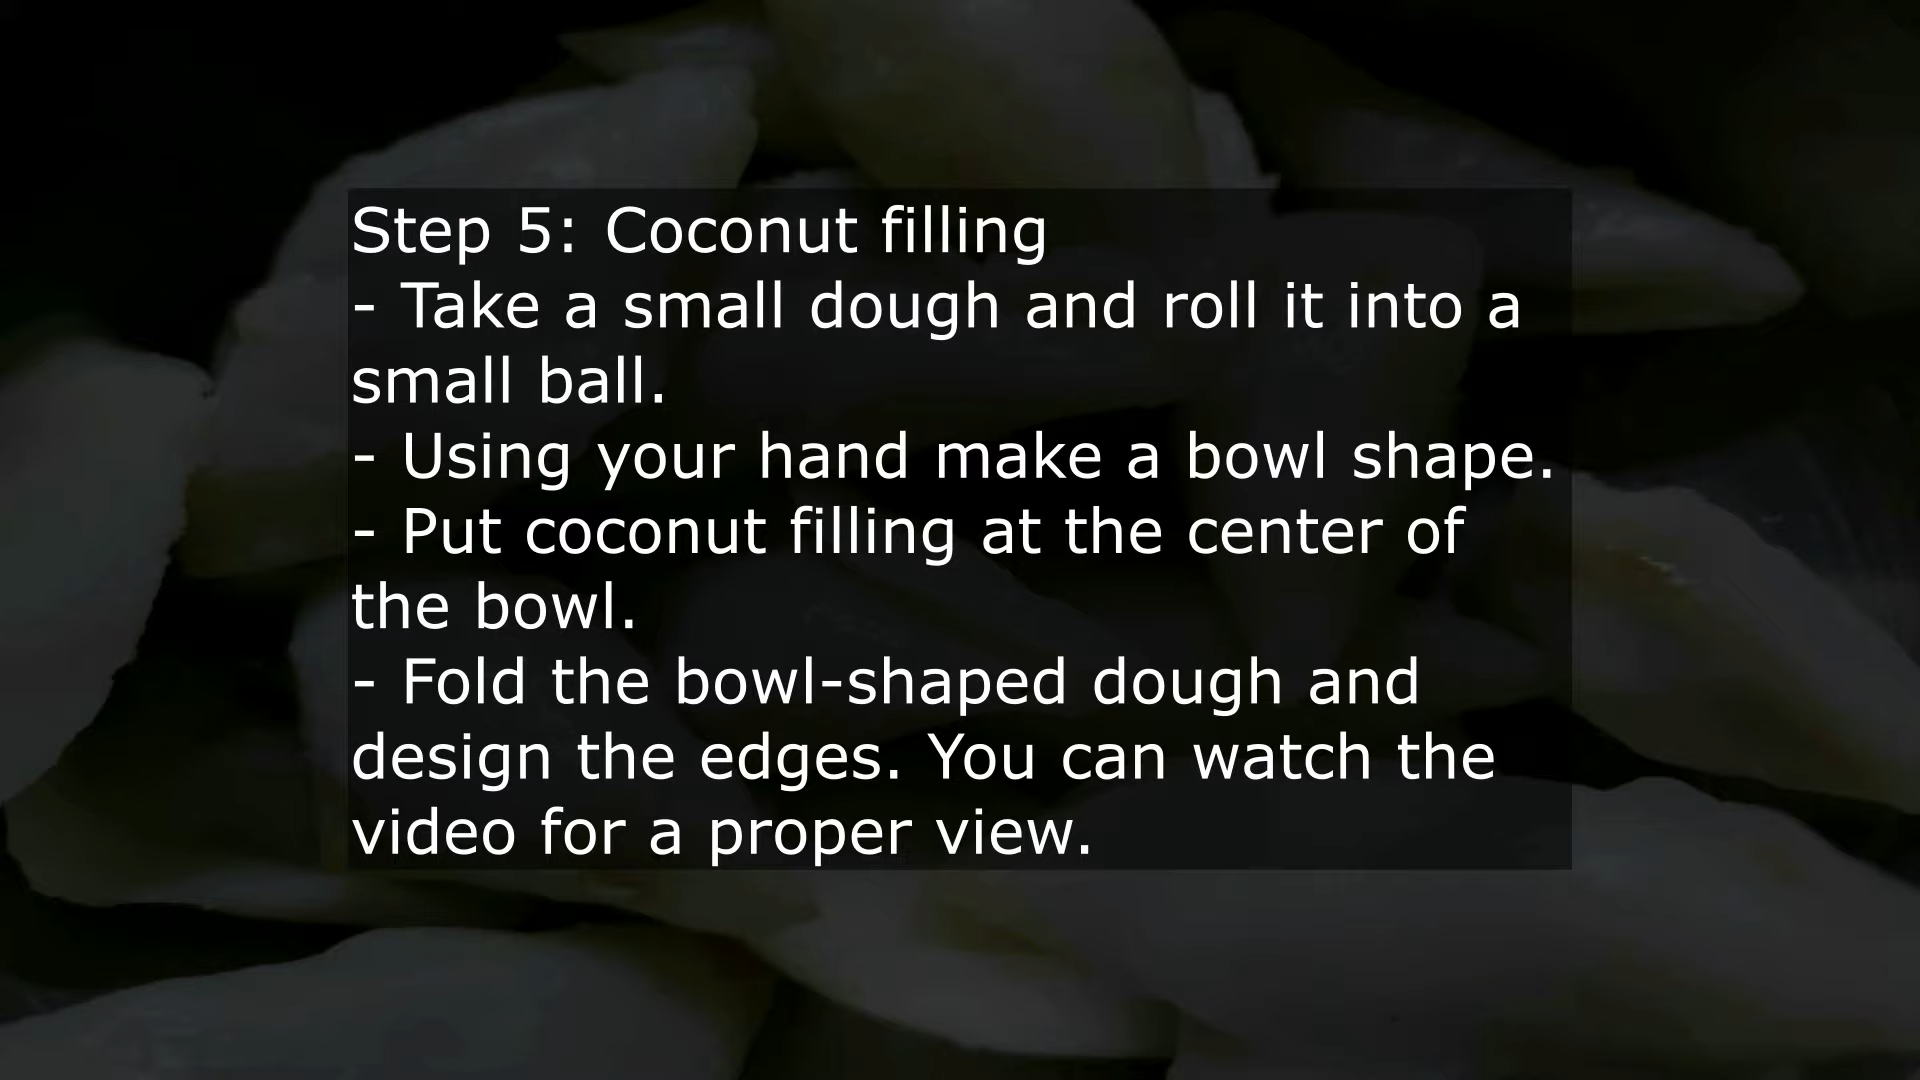 Step 5: Coconut filling
- Take a small dough and roll it into a
small ball.
- Using your hand make a bowl shape.
- Put coconut filling at the center of
the bowl.
- Fold the bowl-shaped dough and
design the edges. You can watch the
video for a proper view.